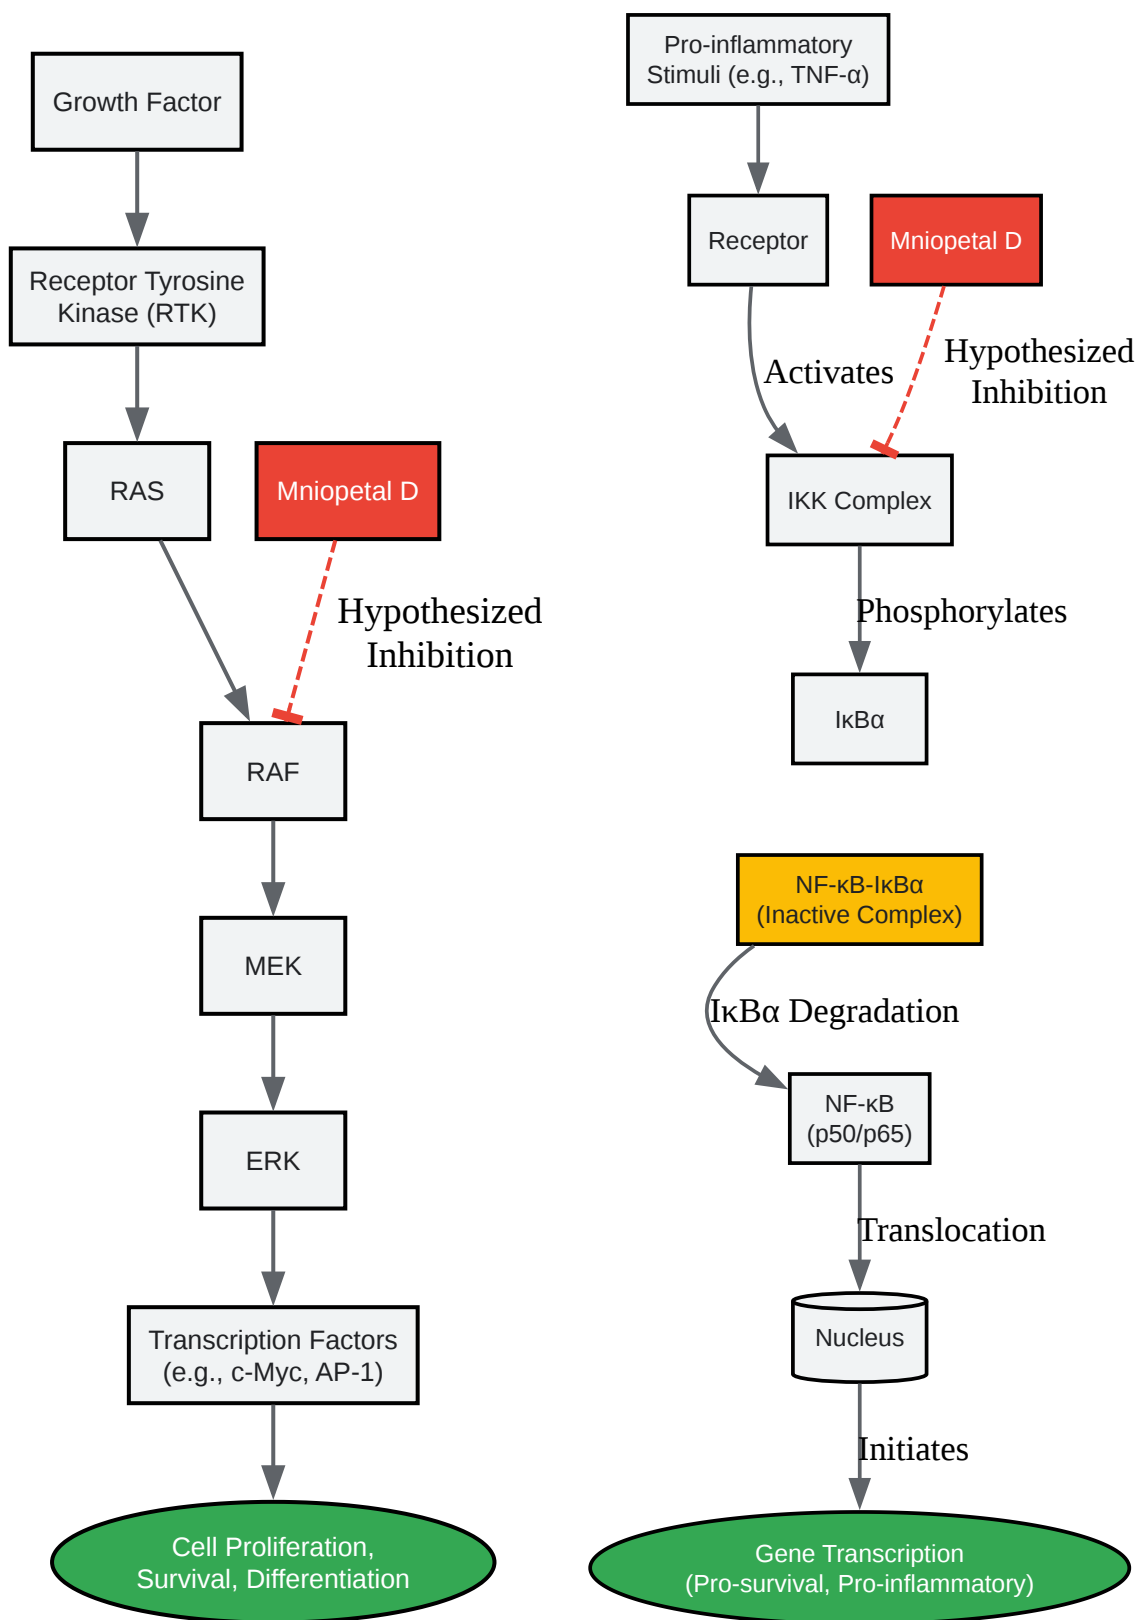 Growth Factor
Receptor Tyrosine
Kinase (RTK)
RAS
Mniopetal D
Hypothesized
Inhibition
RAF
MEK
ERK
Transcription Factors
(e.g., c-Myc, AP-1)
Cell Proliferation,
Survival, Differentiation
Pro-inflammatory
Stimuli (e.g., TNF-α)
Receptor
Mniopetal D
Activates
Hypothesized
Inhibition
IKK Complex
Phosphorylates
IκBα
NF-κB-IκBα
(Inactive Complex)
IκBα Degradation
NF-κB
(p50/p65)
Translocation
Nucleus
Initiates
Gene Transcription
(Pro-survival, Pro-inflammatory)